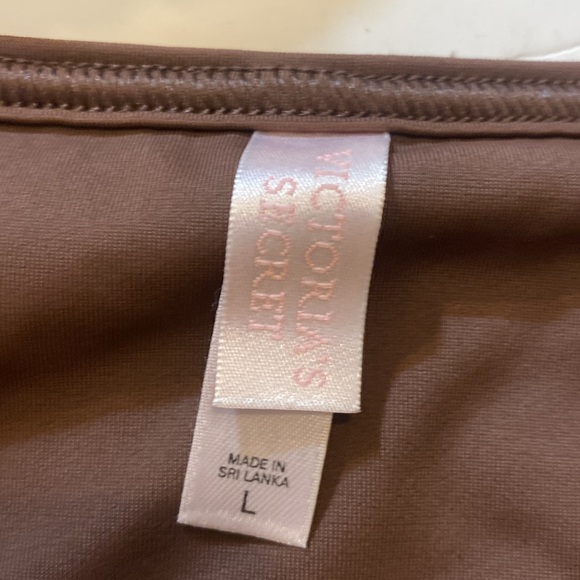 VICTORIA'S
SECRET
MADE IN
SRI LANKA
L